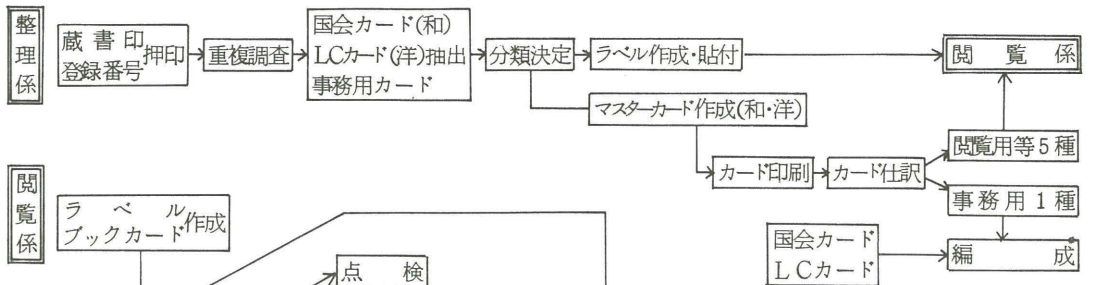 整理係
蔵書印
登録番号
押印
重複調査
国会カード(和)
LCカード(洋)抽出
事務用カード
分類決定
ラベル作成・貼付
閲覧係
マスターカード作成(和・洋)
カード印刷
カード仕訳
閲覧用等5種
事務用1種
国会カード
LCカード
編成
閲覧係
ラベル
ブックカード
作成
点検